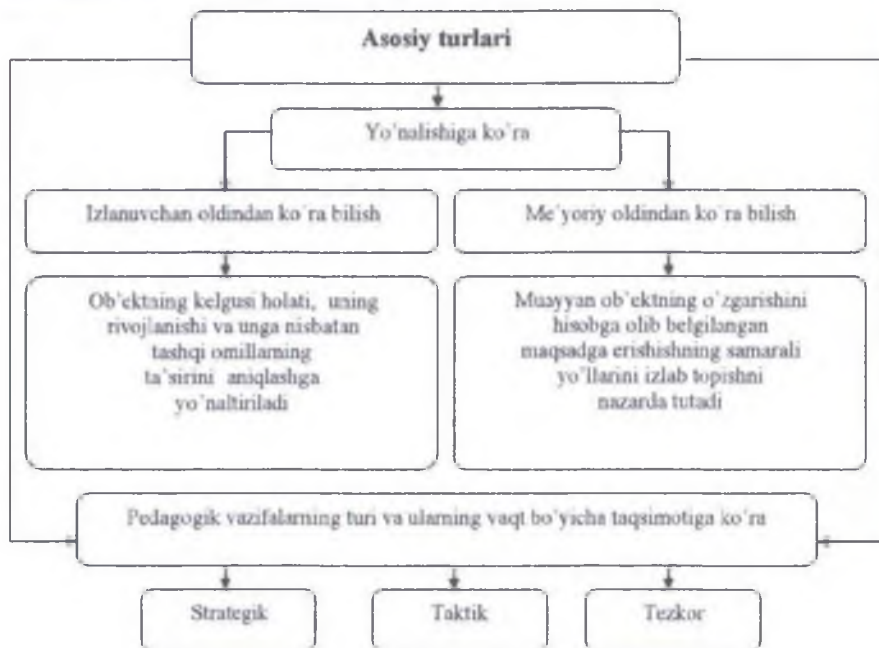 Asosiy turlari
Yo'nalishiga ko'ra
Izlanuvchan oldindan ko'ra bilish
Me'yoriy oldindan ko'ra bilish
Ob'ektning kelgusi holati, uning
rivojlanishi va unga nisbatan
tashqi omillarning
ta'sirini aniqlashga
yo'naltiriladi
Muayyan ob'ektning o'zgarishini
hisobga olib belgilangan
maqsadga erishishning samarali
yo'llarini izlab topishni
nazarda tutadi
Pedagogik vazifalarning turi va ularning vaqt bo'yicha taqsimotiga ko'ra
Strategik
Taktik
Tezkor